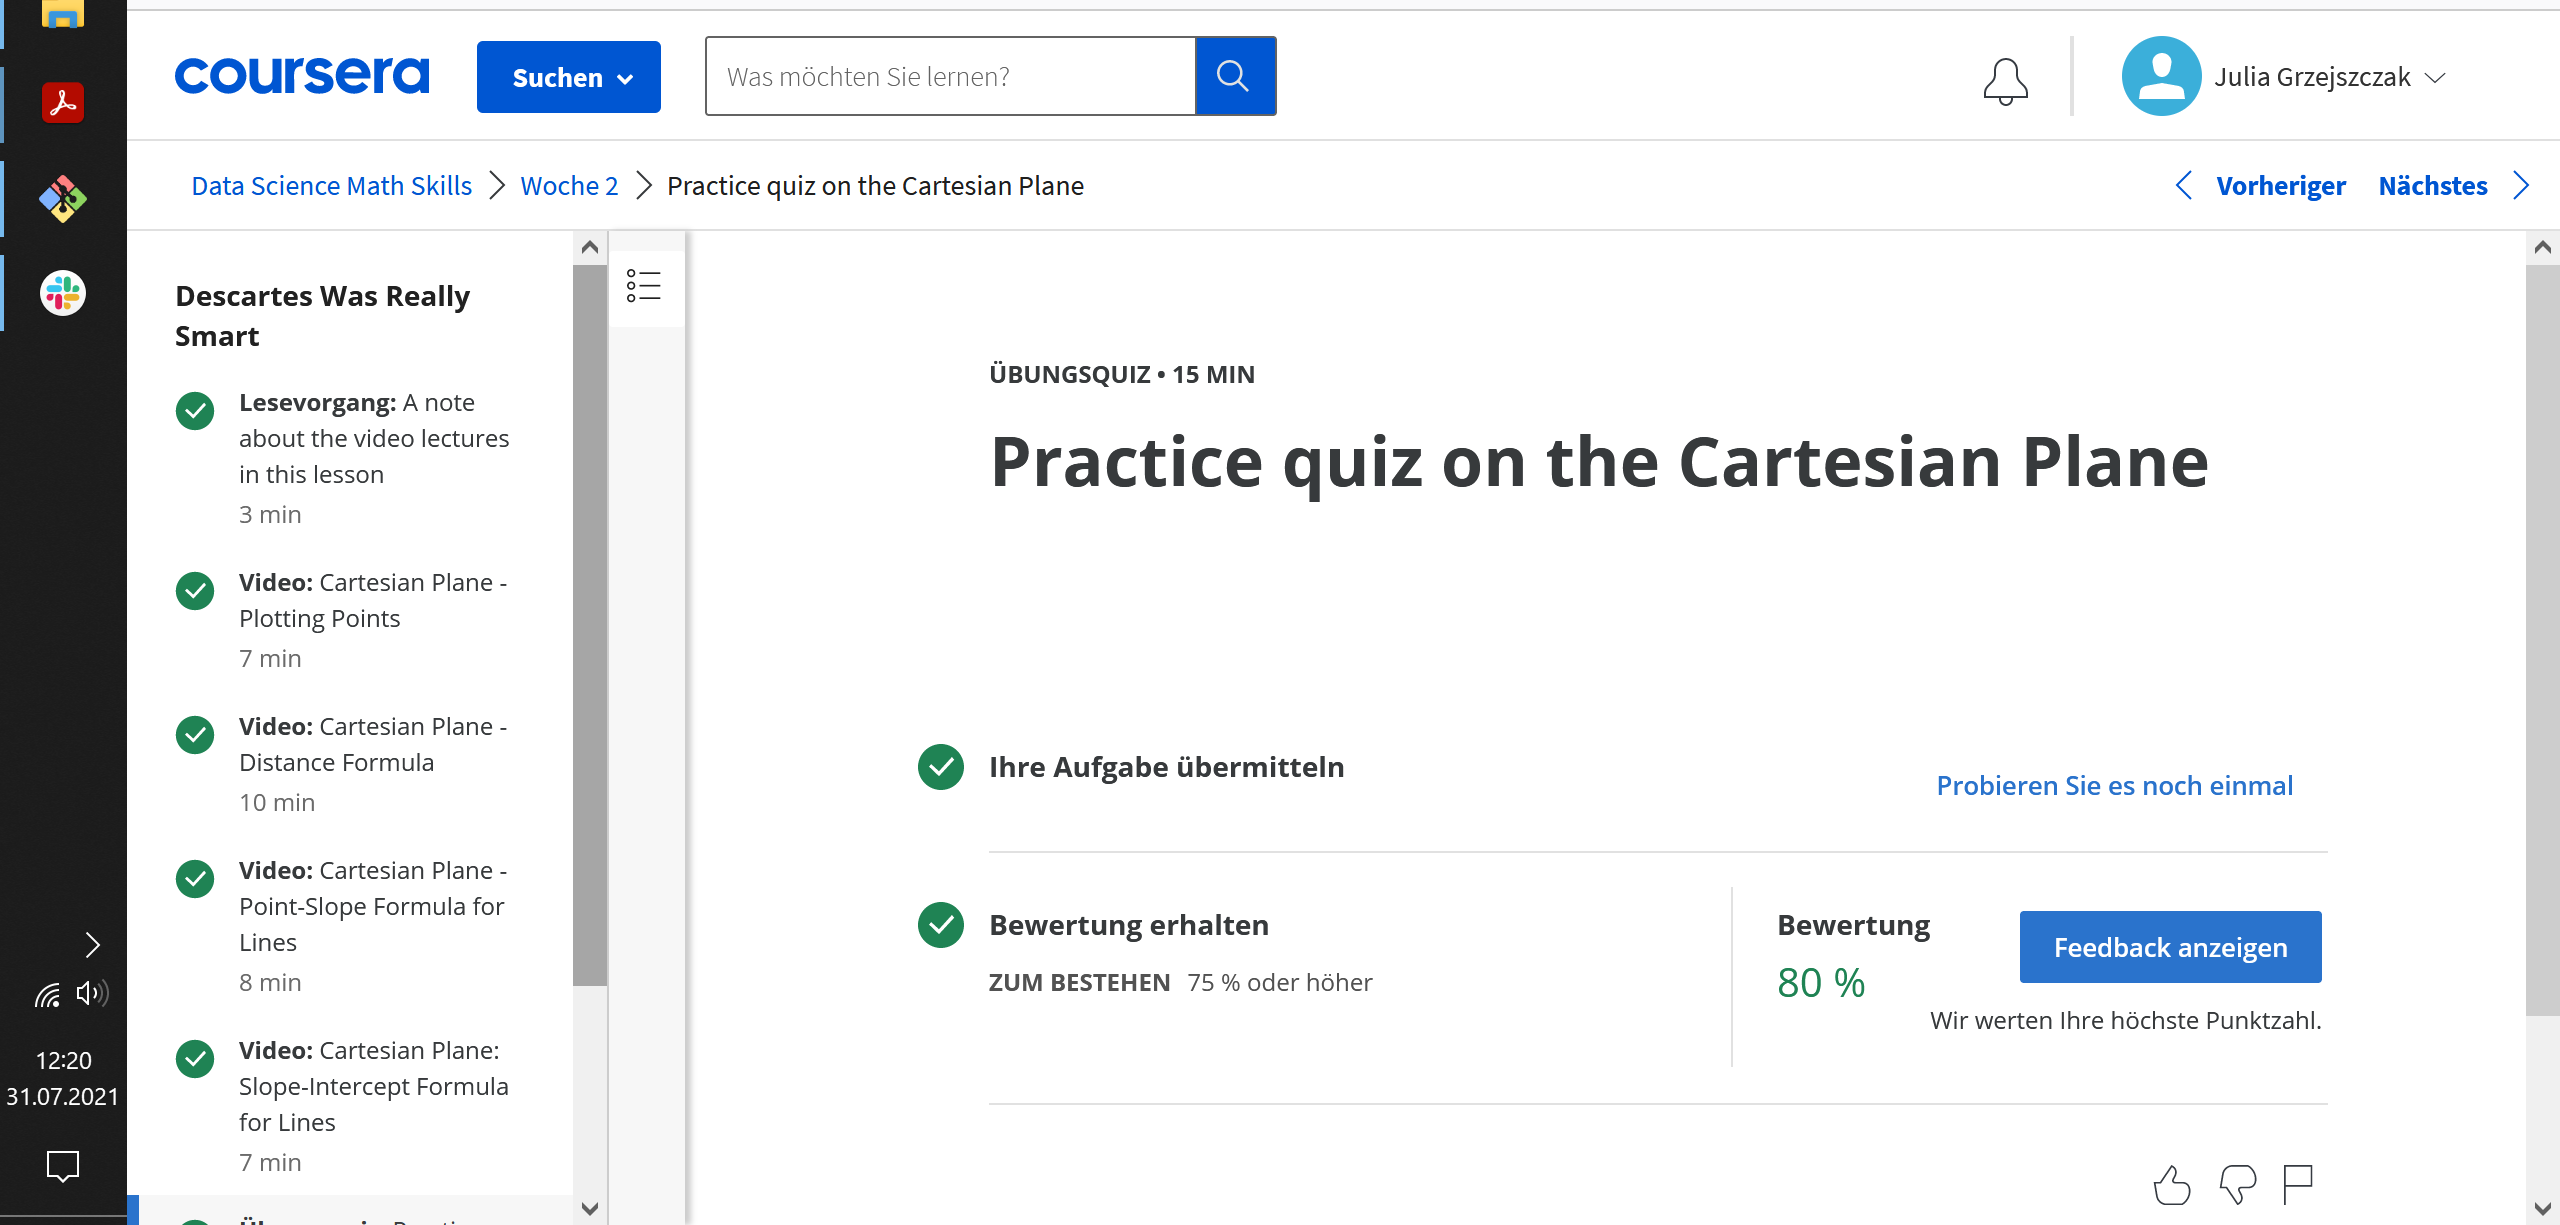 coursera
Suchen
Was möchten Sie lernen?
Julia Grzejszczak
Data Science Math Skills
Woche 2
Practice quiz on the Cartesian Plane
Vorheriger
Nächstes
Descartes Was Really
Smart
Lesevorgang: A note
about the video lectures
in this lesson
3 min
Video: Cartesian Plane -
Plotting Points
7 min
Video: Cartesian Plane -
Distance Formula
10 min
Video: Cartesian Plane -
Point-Slope Formula for
Lines
8 min
Video: Cartesian Plane:
Slope-Intercept Formula
for Lines
7 min
ÜBUNGSQUIZ • 15 MIN
Practice quiz on the Cartesian Plane
Ihre Aufgabe übermitteln
Probieren Sie es noch einmal
Bewertung erhalten
ZUM BESTEHEN 75 % oder höher
Bewertung
80 %
Feedback anzeigen
Wir werten Ihre höchste Punktzahl.
12:20
31.07.2021